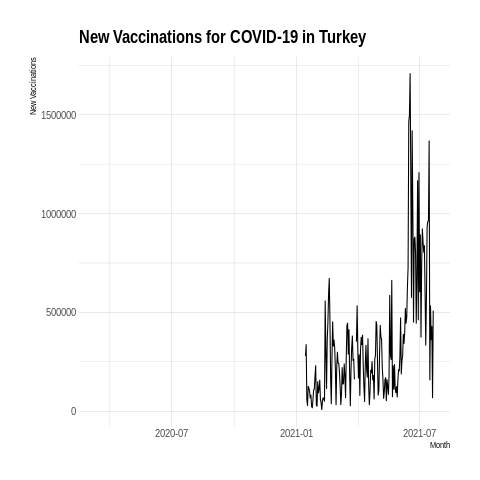 New Vaccinations for COVID-19 in Turkey
New Vaccinations
1500000
1000000
500000
0
2020-07
2021-01
2021-07
Month